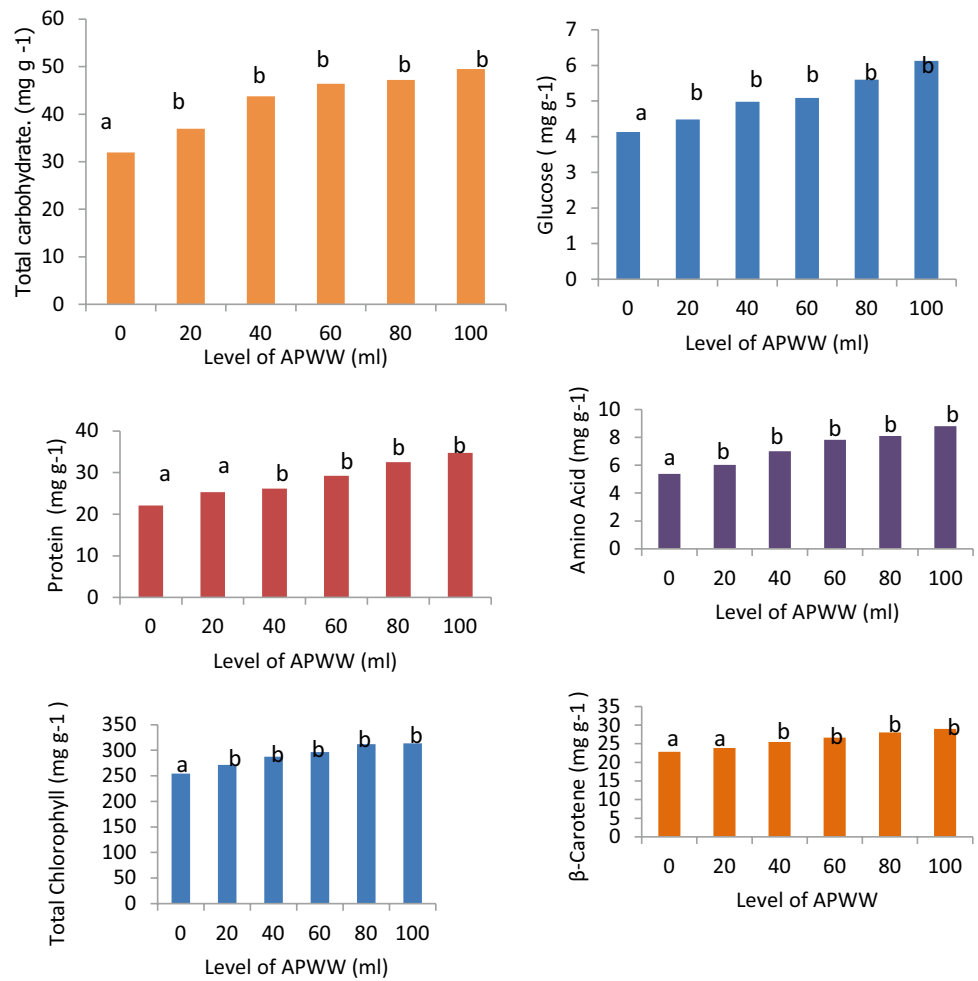 Total carbohydrate. (mg g -1)
60
50
40
30
20
10
0
a b b b b b
0 20 40 60 80 100
Level of APWW (ml)
Glucose ( mg g-1)
7
6
5
4
3
2
1
0
a b b b b b
0 20 40 60 80 100
Level of APWW (ml)
Protein (mg g-1)
40
30
20
10
0
a a b b b b
0 20 40 60 80 100
Level of APWW (ml)
Amino Acid (mg g-1)
10
8
6
4
2
0
a b b b b b
0 20 40 60 80 100
Level of APWW (ml)
Total Chlorophyll (mg g-1 )
350
300
250
200
150
100
50
0
a b b b b b
0 20 40 60 80 100
Level of APWW (ml)
β-Carotene (mg g-1 )
35
30
25
20
15
10
5
0
a a b b b b
0 20 40 60 80 100
Level of APWW